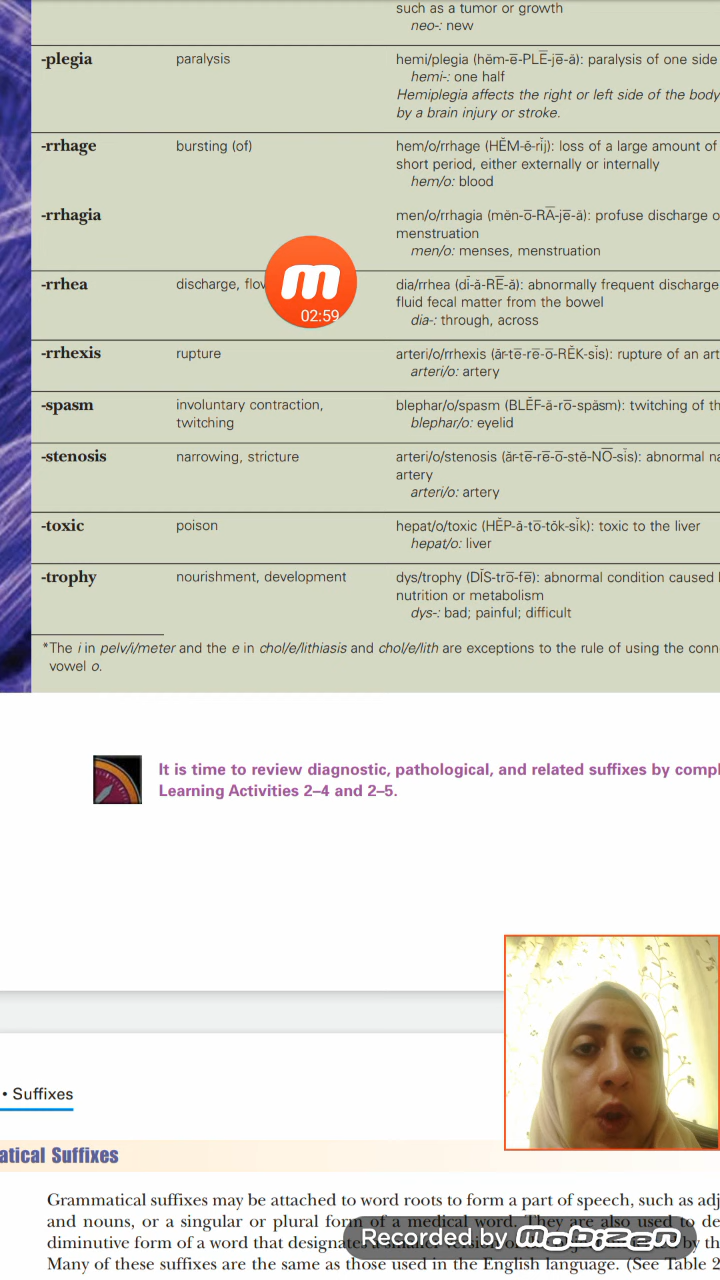 such as a tumor or growth
neo-: new
-plegia paralysis hemi/plegia (hĕm-ē-PLĒ-jē-ă): paralysis of one side
hemi-: one half
Hemiplegia affects the right or left side of the body
by a brain injury or stroke.
-rrhage bursting (of) hem/o/rrhage (HĔM-ĕ-rĭj): loss of a large amount of
short period, either externally or internally
hem/o: blood
-rrhagia men/o/rrhagia (mĕn-ō-RĀ-jē-ă): profuse discharge o
menstruation
men/o: menses, menstruation
-rrhea discharge, flow dia/rrhea (dī-ă-RĒ-ă): abnormally frequent discharge
fluid fecal matter from the bowel
dia-: through, across
m
02:59
-rrhexis rupture arteri/o/rrhexis (ăr-tē-rē-ō-RĔK-sĭs): rupture of an art
arteri/o: artery
-spasm involuntary contraction, blephar/o/spasm (BLĔF-ă-rō-spăsm): twitching of th
twitching blephar/o: eyelid
-stenosis narrowing, stricture arteri/o/stenosis (ăr-tē-rē-ō-stĕ-NŌ-sĭs): abnormal na
artery
arteri/o: artery
-toxic poison hepat/o/toxic (HĔP-ă-tō-tŏk-sĭk): toxic to the liver
hepat/o: liver
-trophy nourishment, development dys/trophy (DĬS-trō-fē): abnormal condition caused
nutrition or metabolism
dys-: bad; painful; difficult
*The i in pelv/i/meter and the e in chol/e/lithiasis and chol/e/lith are exceptions to the rule of using the conn
vowel o.
It is time to review diagnostic, pathological, and related suffixes by compl
Learning Activities 2–4 and 2–5.
• Suffixes
atical Suffixes
Grammatical suffixes may be attached to word roots to form a part of speech, such as adj
and nouns, or a singular or plural form of a medical word. They are also used to de
diminutive form of a word that designates a smaller version of the by th
Many of these suffixes are the same as those used in the English language. (See Table 2
Recorded by MOBIZEN